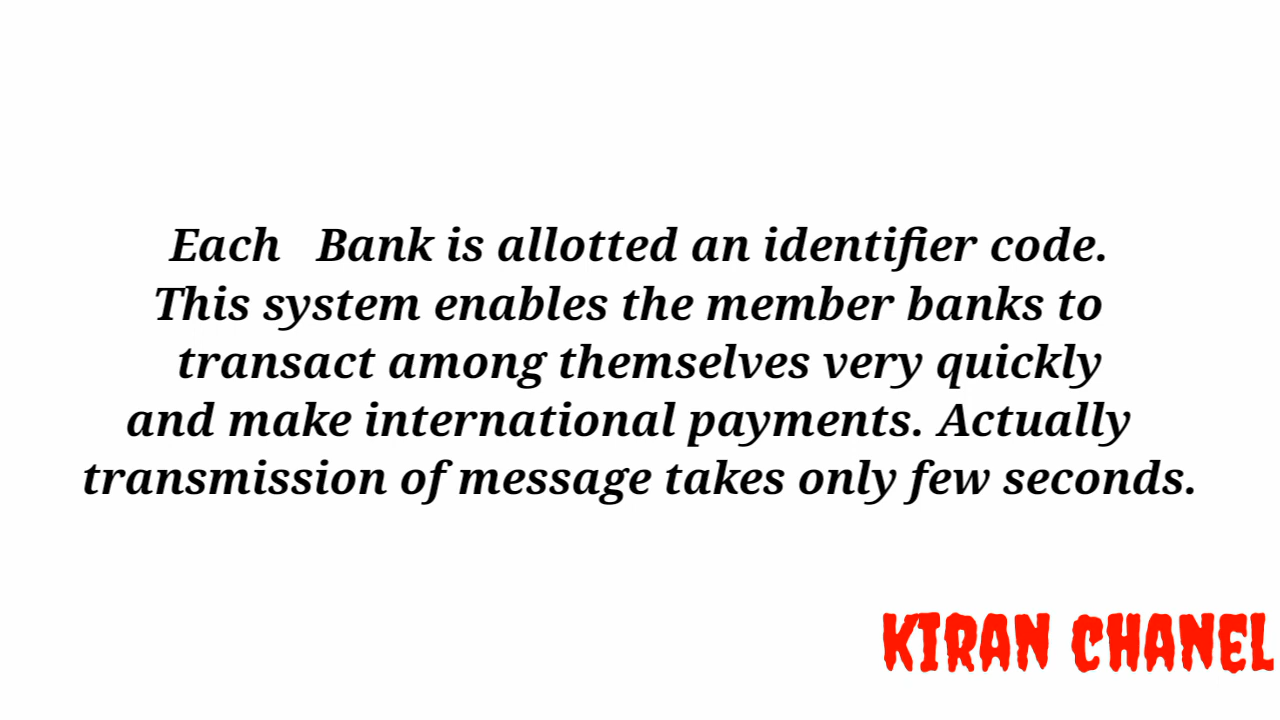 Each Bank is allotted an identifier code.
This system enables the member banks to
transact among themselves very quickly
and make international payments. Actually
transmission of message takes only few seconds.
KIRAN CHANEL